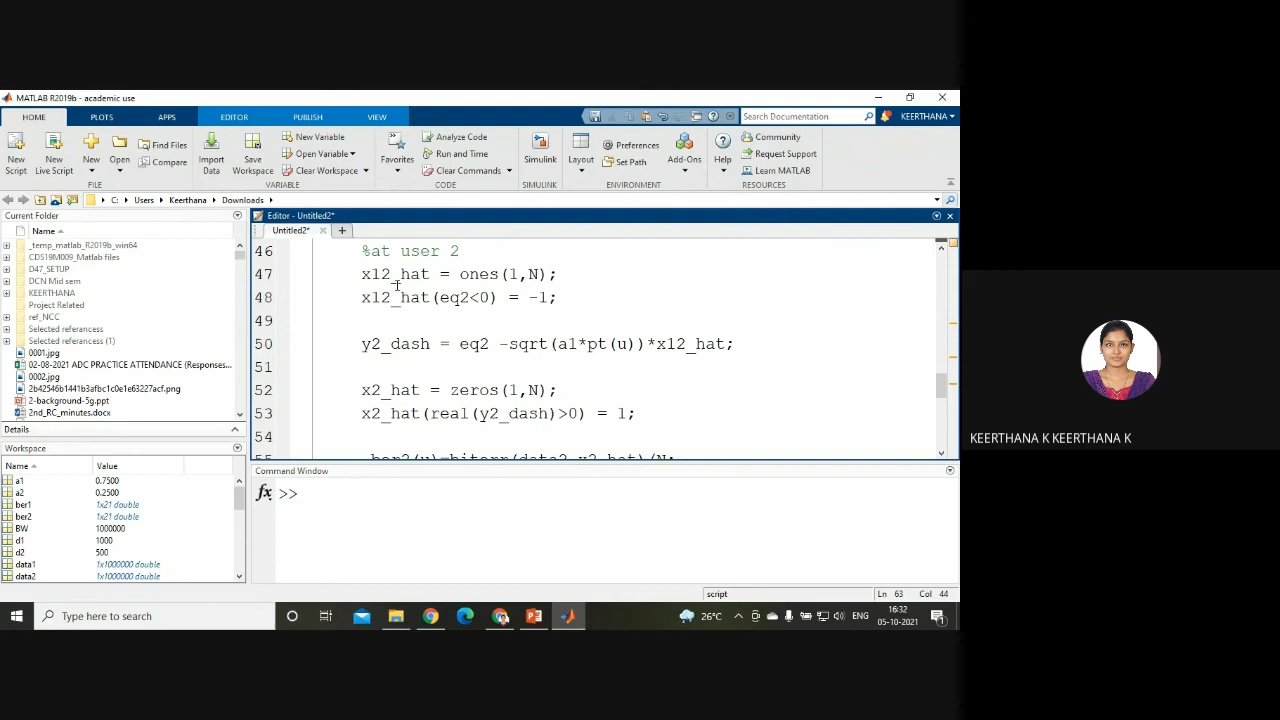 MATLAB R2019b - academic use
HOME PLOTS APPS EDITOR PUBLISH VIEW Search Documentation KEERTHANA
New Script
New Live Script
New
Open
Find Files
Compare
FILE
Import Data
Save Workspace
New Variable
Open Variable
Clear Workspace
VARIABLE
Favorites
Analyze Code
Run and Time
Clear Commands
CODE
Simulink
SIMULINK
Layout
Preferences
Set Path
Add-Ons
ENVIRONMENT
Help
Community
Request Support
Learn MATLAB
RESOURCES
C: Users Keerthana Downloads
Current Folder
Name
_temp_matlab_R2019b_win64
CDS19M009_Matlab files
D47_SETUP
DCN Mid sem
KEERTHANA
Project Related
ref_NCC
Selected referancess
Selected referancess (1)
0001.jpg
02-08-2021 ADC PRACTICE ATTENDANCE (Responses...
0002.jpg
2b42546b1441b3afbc1c0e1e63227acf.png
2-background-5g.ppt
2nd_RC_minutes.docx
Details
Workspace
Name Value
a1 0.7500
a2 0.2500
ber1 1x21 double
ber2 1x21 double
BW 1000000
d1 1000
d2 500
data1 1x1000000 double
data2 1x1000000 double
Editor - Untitled2*
Untitled2*
46 %at user 2
47 x12_hat = ones(1,N);
48 x12_hat(eq2<0) = -1;
49
50 y2_dash = eq2 -sqrt(a1*pt(u))*x12_hat;
51
52 x2_hat = zeros(1,N);
53 x2_hat(real(y2_dash)>0) = 1;
54
55 ber2(u)=biterr(data2,x2_hat)/N;
Command Window
fx >>
script Ln 63 Col 44
Type here to search
26°C ENG 16:32
05-10-2021
1
KEERTHANA K KEERTHANA K